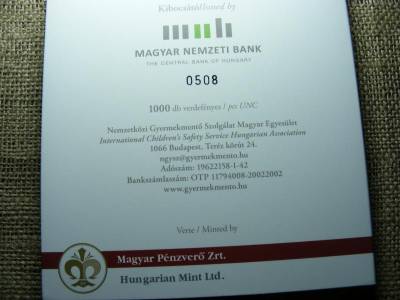 Kibocsátó/Issued by
MAGYAR NEMZETI BANK
THE CENTRAL BANK OF HUNGARY
0508
1000 db verdefényes / pcs UNC
Nemzetközi Gyermekmentő Szolgálat Magyar Egyesület
International Children's Safety Service Hungarian Association
1066 Budapest, Teréz körút 24.
ngysz@gyermekmento.hu
Adószám: 19622158-1-42
Bankszámlaszám: OTP 11794008-20022002
www.gyermekmento.hu
Verte / Minted by
Magyar Pénzverő Zrt.
Hungarian Mint Ltd.